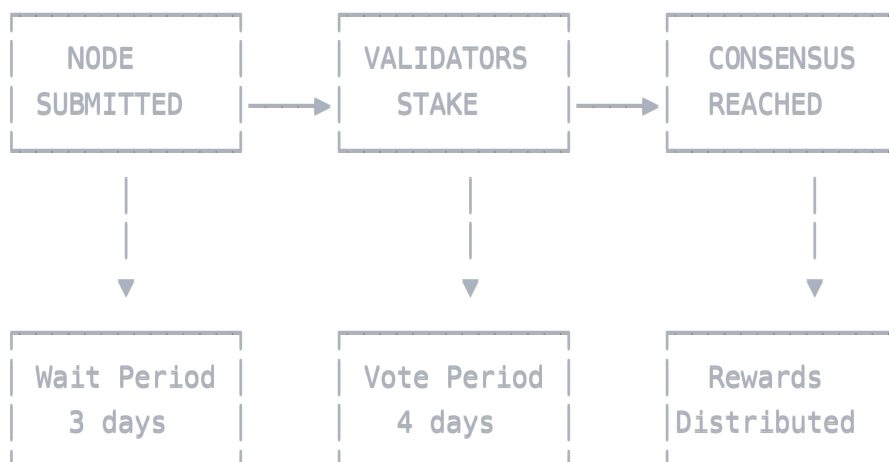 NODE
SUBMITTED
VALIDATORS
STAKE
CONSENSUS
REACHED
Wait Period
3 days
Vote Period
4 days
Rewards
Distributed